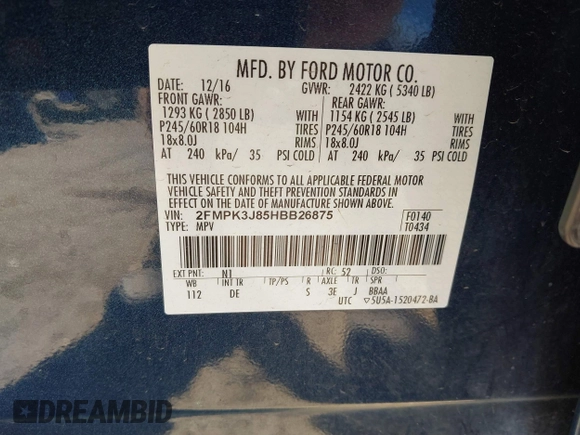 MFD. BY FORD MOTOR CO.
DATE: 12/16 GVWR: 2422 KG ( 5340 LB)
FRONT GAWR: REAR GAWR:
1293 KG ( 2850 LB) WITH 1154 KG ( 2545 LB) WITH
P245/60R18 104H TIRES P245/60R18 104H TIRES
18x8.0J RIMS 18x8.0J RIMS
AT 240 kPa/ 35 PSI COLD AT 240 kPa/ 35 PSI COLD
THIS VEHICLE CONFORMS TO ALL APPLICABLE FEDERAL MOTOR
VEHICLE SAFETY AND THEFT PREVENTION STANDARDS IN
EFFECT ON THE DATE OF MANUFACTURE SHOWN ABOVE.
VIN: 2FMPK3J85HBB26875 F0140
TYPE: MPV T0434
EXT PNT: N1 RC: 52 DSO:
WB INT TR TP/PS R AXLE TR SPR
112 DE S 3E J BBAA
UTC ▽5U5A-1520472-BA
DREAMBID